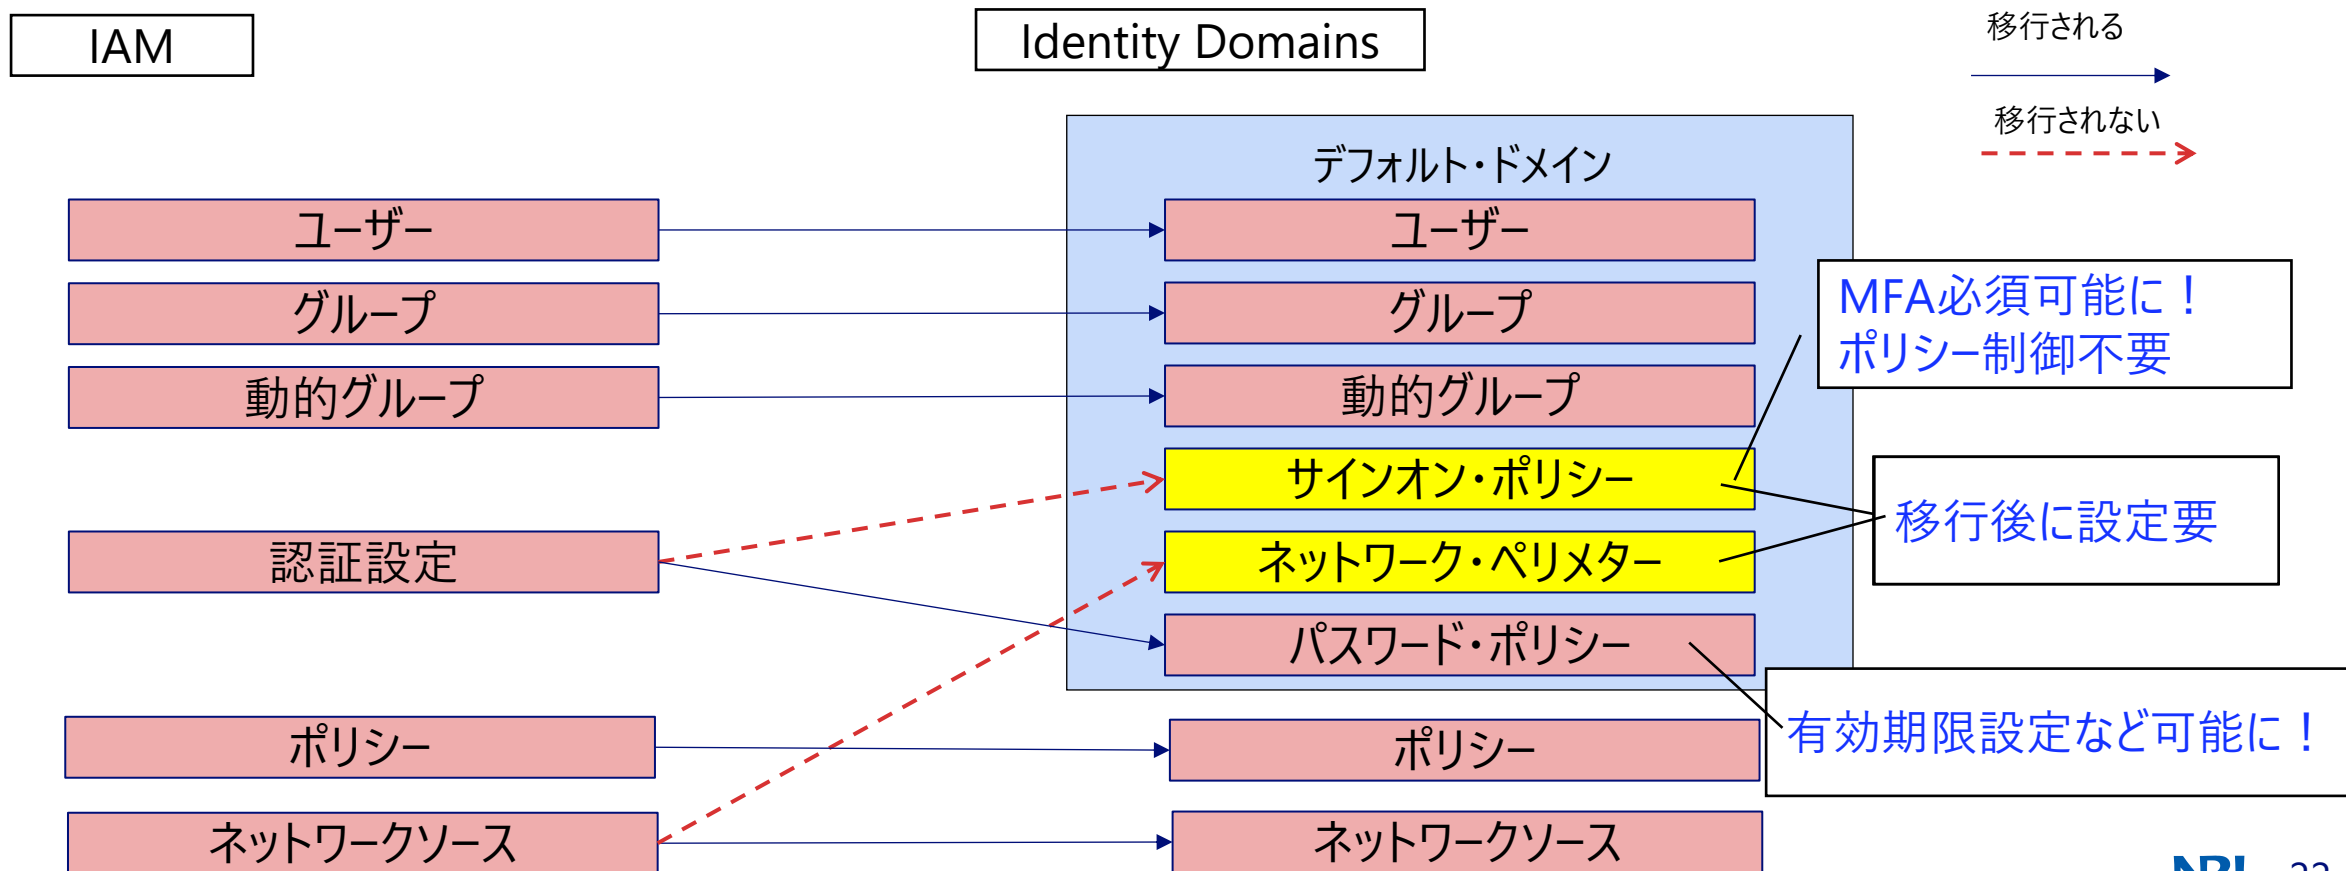 IAM
Identity Domains
移行される
移行されない
デフォルト・ドメイン
ユーザー
ユーザー
グループ
グループ
動的グループ
動的グループ
MFA必須可能に！
ポリシー制御不要
サインオン・ポリシー
移行後に設定要
認証設定
ネットワーク・ペリメター
パスワード・ポリシー
有効期限設定など可能に！
ポリシー
ポリシー
ネットワークソース
ネットワークソース